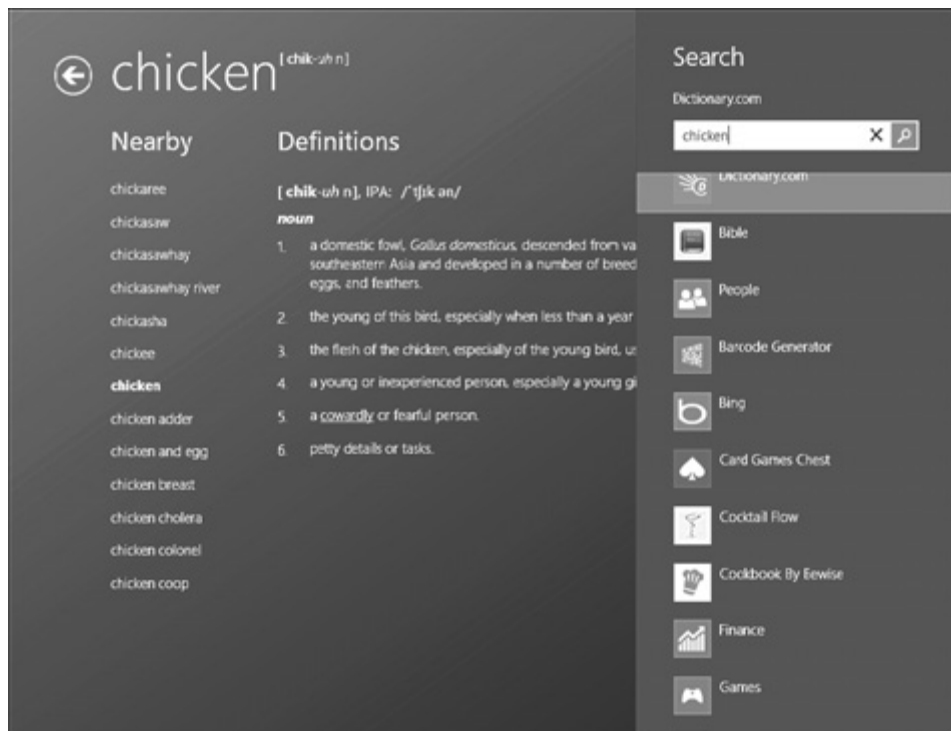 chicken [ chik-uh n]
Nearby
chickaree
chickasaw
chickasawhay
chickasawhay river
chickasha
chickee
chicken
chicken adder
chicken and egg
chicken breast
chicken cholera
chicken colonel
chicken coop
Definitions
[ chik-uh n], IPA: /ˈtʃɪk ən/
noun
1. a domestic fowl, Gallus domesticus, descended from va
southeastern Asia and developed in a number of breed
eggs, and feathers.
2. the young of this bird, especially when less than a year
3. the flesh of the chicken, especially of the young bird, us
4. a young or inexperienced person, especially a young gi
5. a cowardly or fearful person.
6. petty details or tasks.
Search
Dictionary.com
chicken
Dictionary.com
Bible
People
Barcode Generator
Bing
Card Games Chest
Cocktail Flow
Cookbook By Eewise
Finance
Games